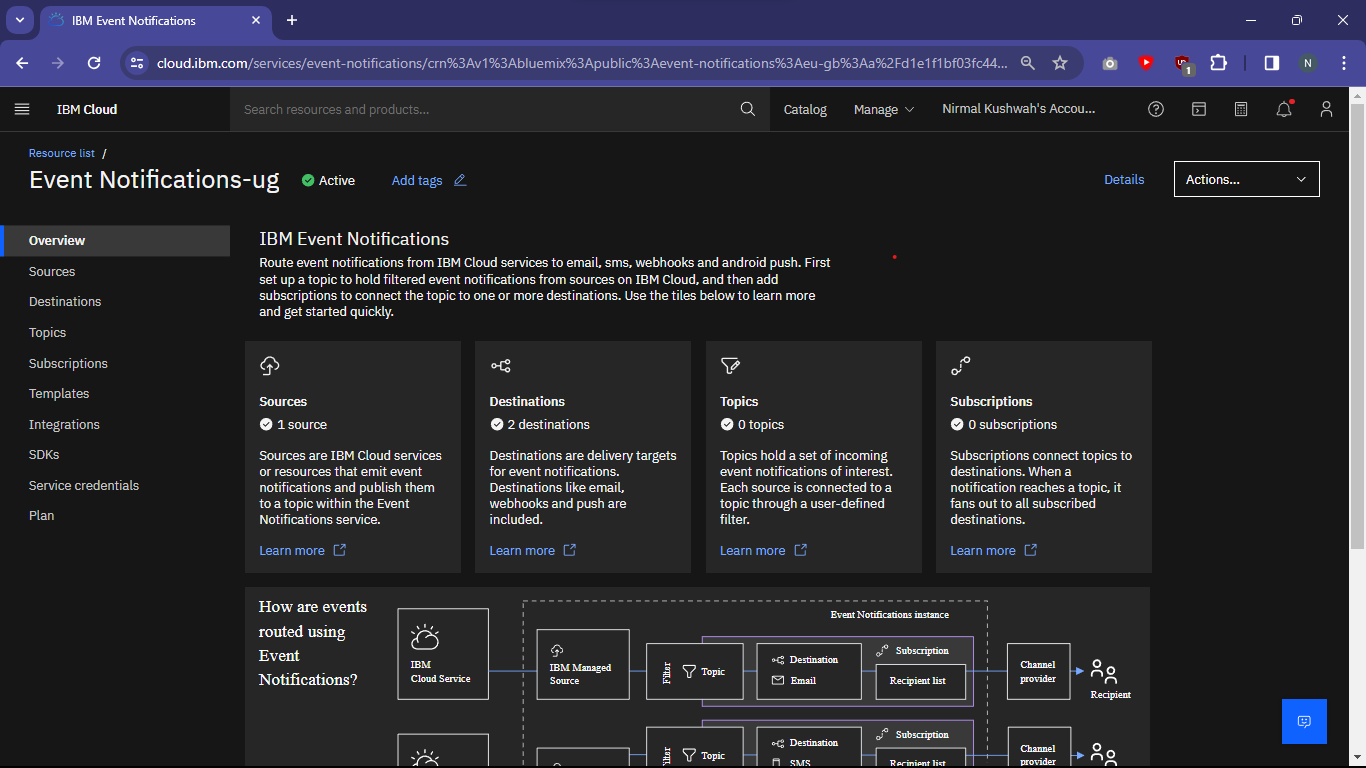 IBM Event Notifications
cloud.ibm.com/services/event-notifications/crn%3Av1%3Abluemix%3Apublic%3Aevent-notifications%3Aeu-gb%3Aa%2Fd1e1f1bf03fc44...
1
N
IBM Cloud
Search resources and products...
Catalog
Manage
Nirmal Kushwah's Accou...
Resource list /
Event Notifications-ug
Active
Add tags
Details
Actions...
Overview
Sources
Destinations
Topics
Subscriptions
Templates
Integrations
SDKs
Service credentials
Plan
IBM Event Notifications
Route event notifications from IBM Cloud services to email, sms, webhooks and android push. First
set up a topic to hold filtered event notifications from sources on IBM Cloud, and then add
subscriptions to connect the topic to one or more destinations. Use the tiles below to learn more
and get started quickly.
Sources
1 source
Sources are IBM Cloud services
or resources that emit event
notifications and publish them
to a topic within the Event
Notifications service.
Learn more
Destinations
2 destinations
Destinations are delivery targets
for event notifications.
Destinations like email,
webhooks and push are
included.
Learn more
Topics
0 topics
Topics hold a set of incoming
event notifications of interest.
Each source is connected to a
topic through a user-defined
filter.
Learn more
Subscriptions
0 subscriptions
Subscriptions connect topics to
destinations. When a
notification reaches a topic, it
fans out to all subscribed
destinations.
Learn more
How are events
routed using
Event
Notifications?
Event Notifications instance
IBM
Cloud Service
IBM Managed
Source
Filter
Topic
Destination
Email
Subscription
Recipient list
Channel
provider
Recipient
Filter
Topic
Destination
SMS
Subscription
Recipient list
Channel
provider